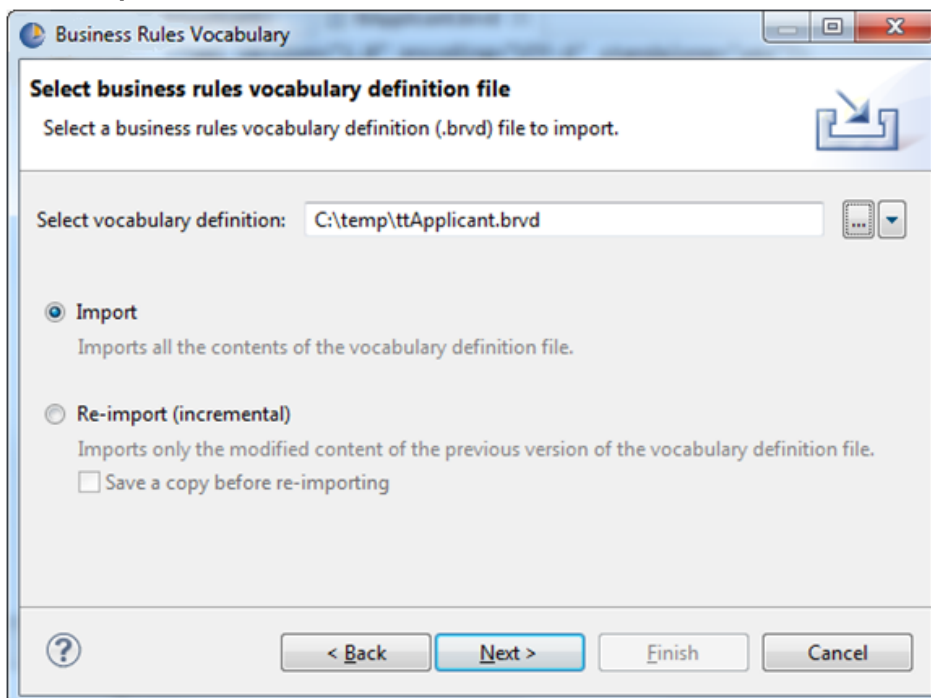 Business Rules Vocabulary
Select business rules vocabulary definition file
Select a business rules vocabulary definition (.brvd) file to import.
Select vocabulary definition: C:\temp\ttApplicant.brvd ...
Import
Imports all the contents of the vocabulary definition file.
Re-import (incremental)
Imports only the modified content of the previous version of the vocabulary definition file.
Save a copy before re-importing
? < Back Next > Finish Cancel